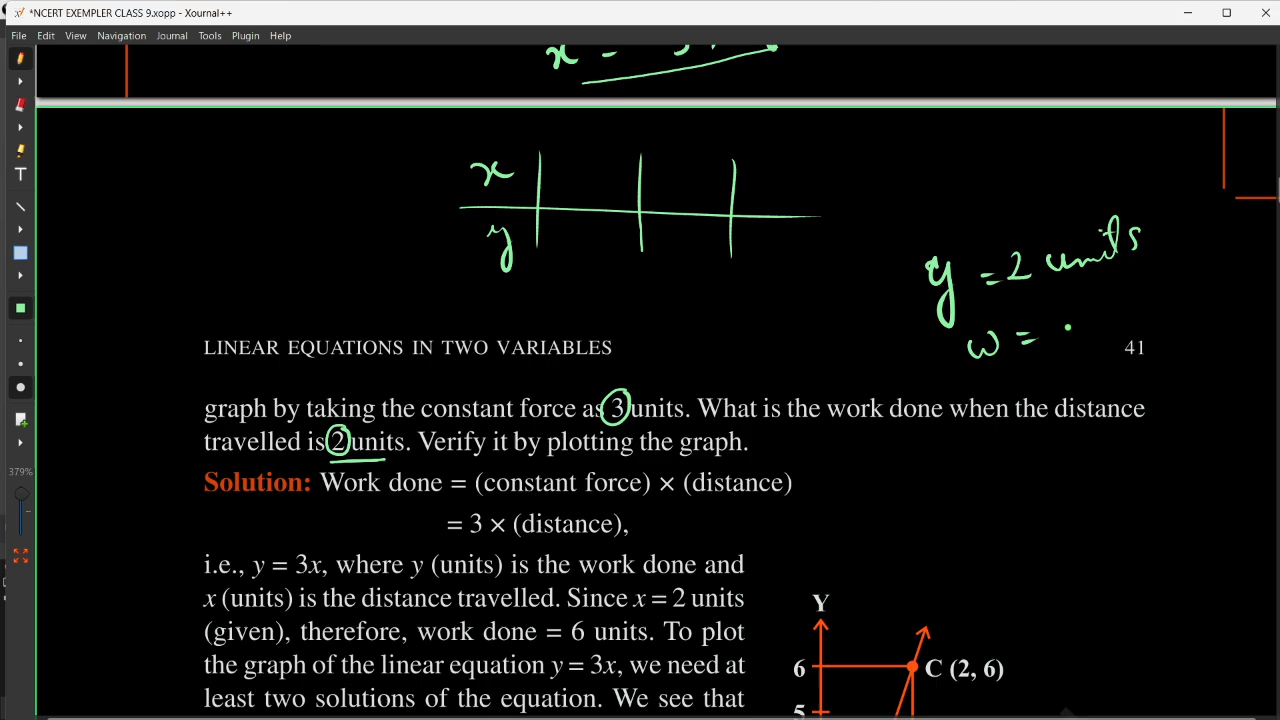 *NCERT EXEMPLER CLASS 9.xopp - Xournal++
File Edit View Navigation Journal Tools Plugin Help
x =
x
y
y = 2 units
w =
LINEAR EQUATIONS IN TWO VARIABLES 41
graph by taking the constant force as 3 units. What is the work done when the distance
travelled is 2 units. Verify it by plotting the graph.
379%
Solution: Work done = (constant force) × (distance)
= 3 × (distance),
i.e., y = 3x, where y (units) is the work done and
x (units) is the distance travelled. Since x = 2 units
(given), therefore, work done = 6 units. To plot
the graph of the linear equation y = 3x, we need at
least two solutions of the equation. We see that
Y
6 C (2, 6)
5